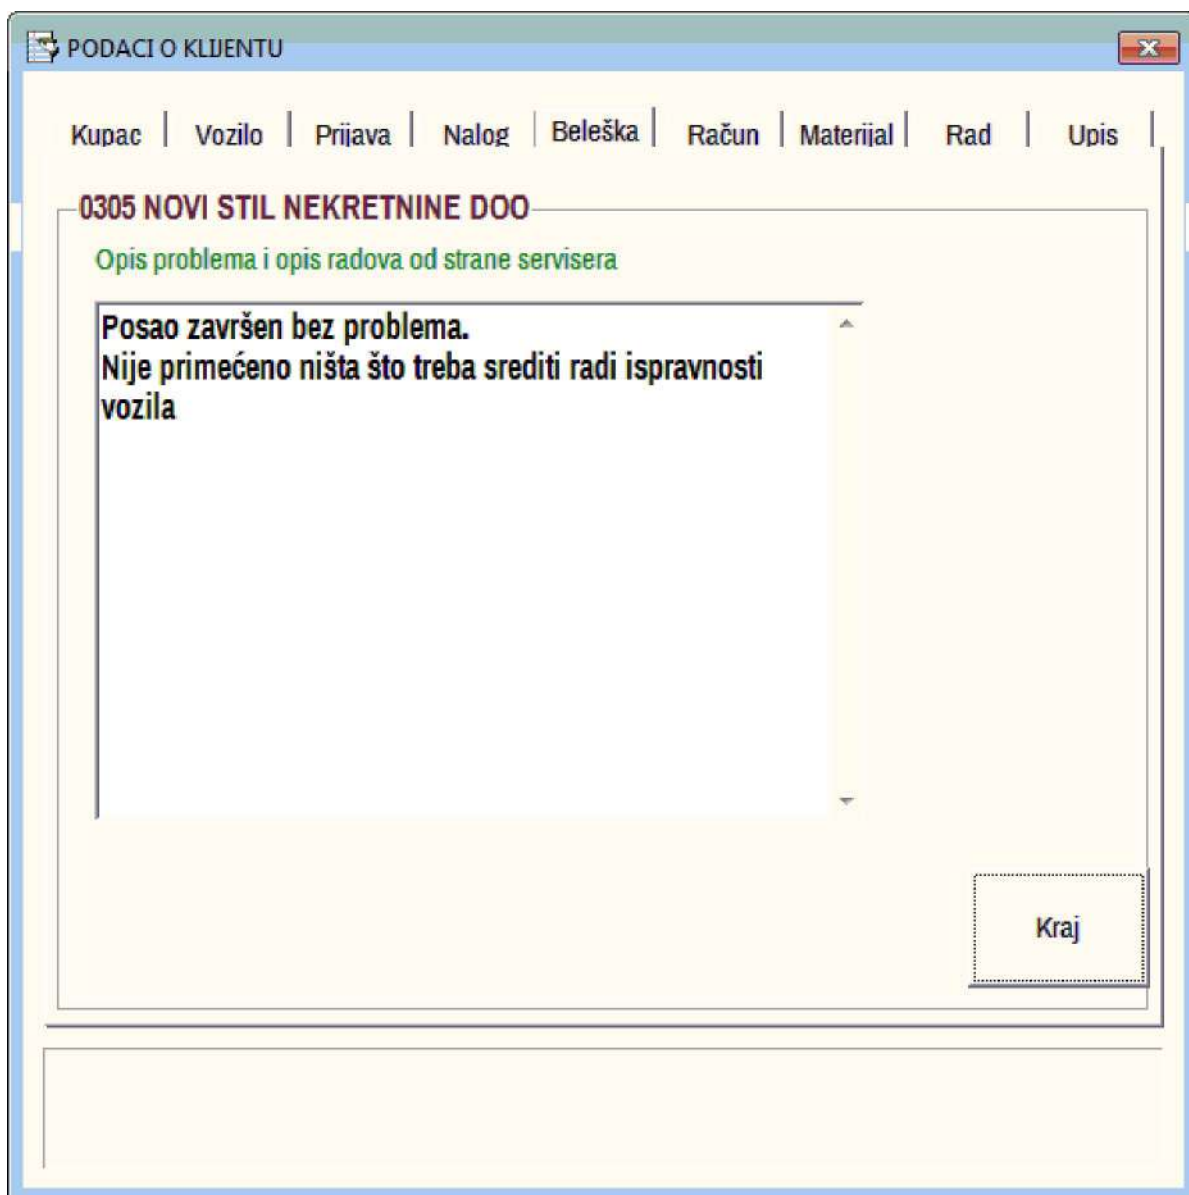 PODACI O KLIJENTU
Kupac Vozilo Prijava Nalog Beleška Račun Materijal Rad Upis
0305 NOVI STIL NEKRETNINE DOO
Opis problema i opis radova od strane servisera
Posao završen bez problema.
Nije primećeno ništa što treba srediti radi ispravnosti
vozila
Kraj